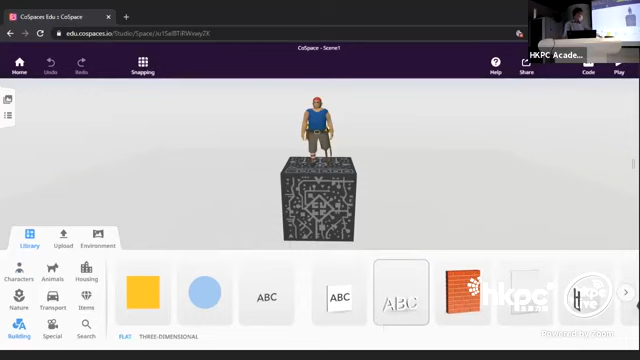 CoSpaces Edu :: CoSpace
edu.cospaces.io/Studio/Space/
CoSpace - Scene1
HKPC Acade...
Home
Undo
Redo
Snapping
Help
Share
Code
Play
Library
Upload
Environment
Characters
Animals
Housing
Nature
Transport
Items
Building
Special
Search
ABC
ABC
ABC
FLAT
THREE-DIMENSIONAL
hkpc
Powered by Zoom